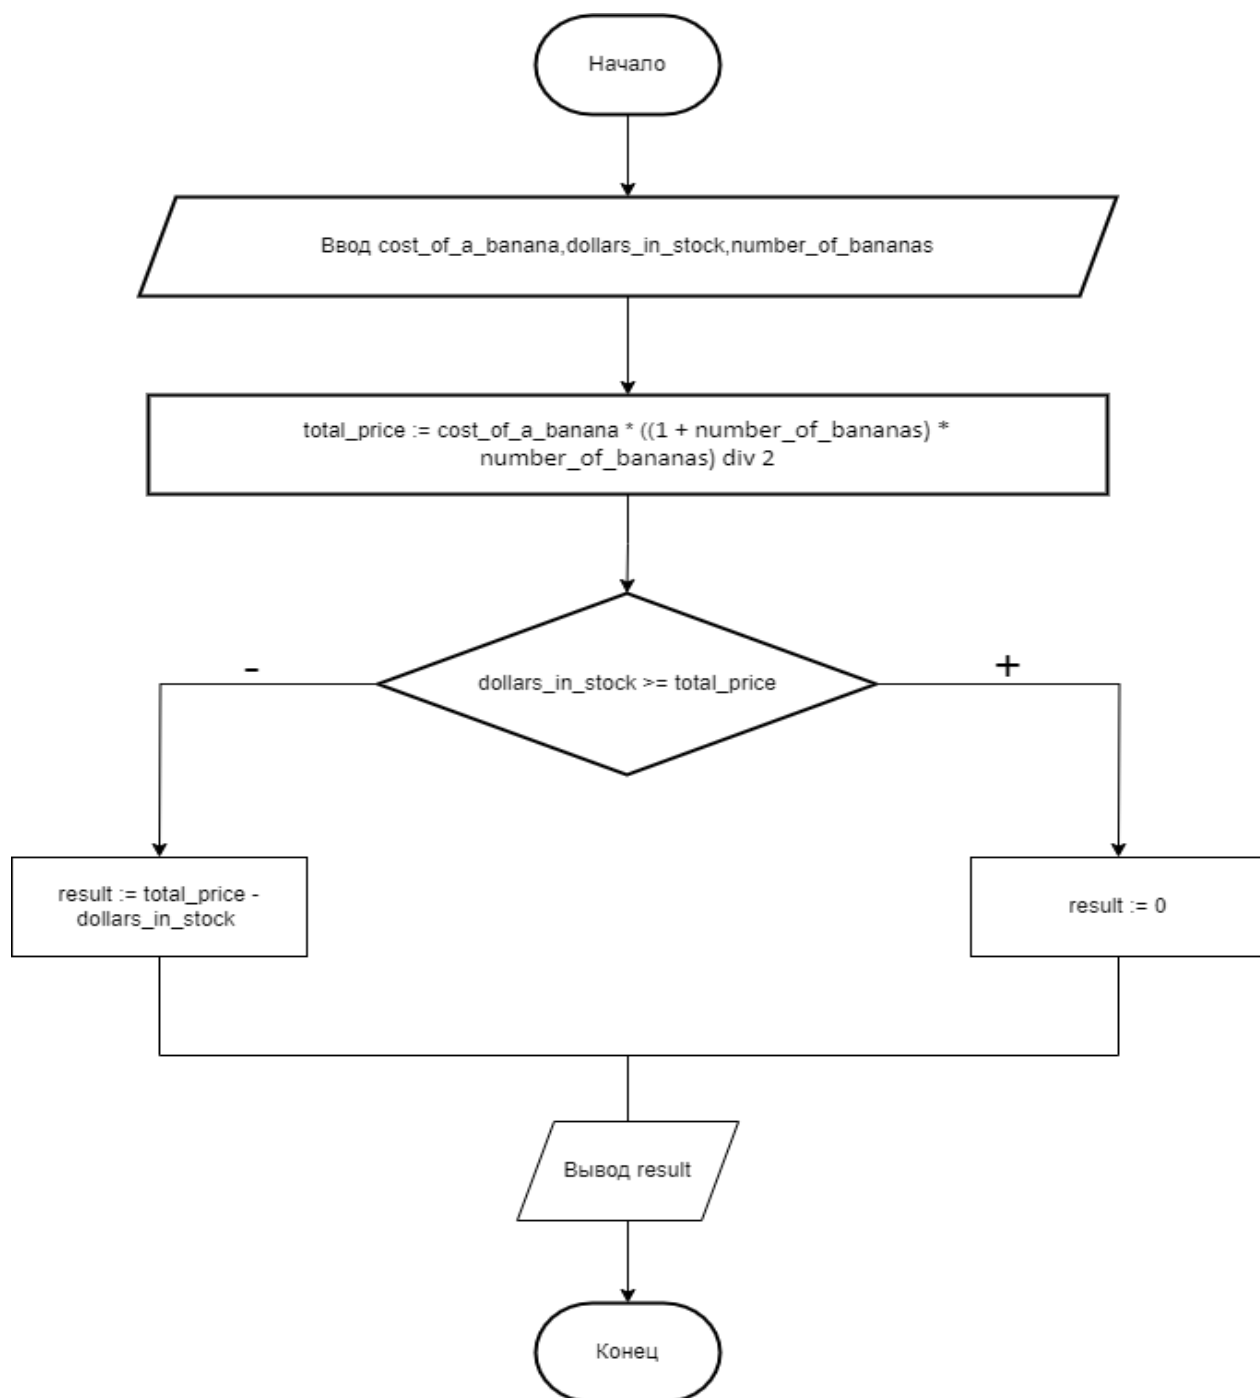 Начало
Ввод cost_of_a_banana,dollars_in_stock,number_of_bananas
total_price := cost_of_a_banana * ((1 + number_of_bananas) *
number_of_bananas) div 2
- +
dollars_in_stock >= total_price
result := total_price -
dollars_in_stock
result := 0
Вывод result
Конец